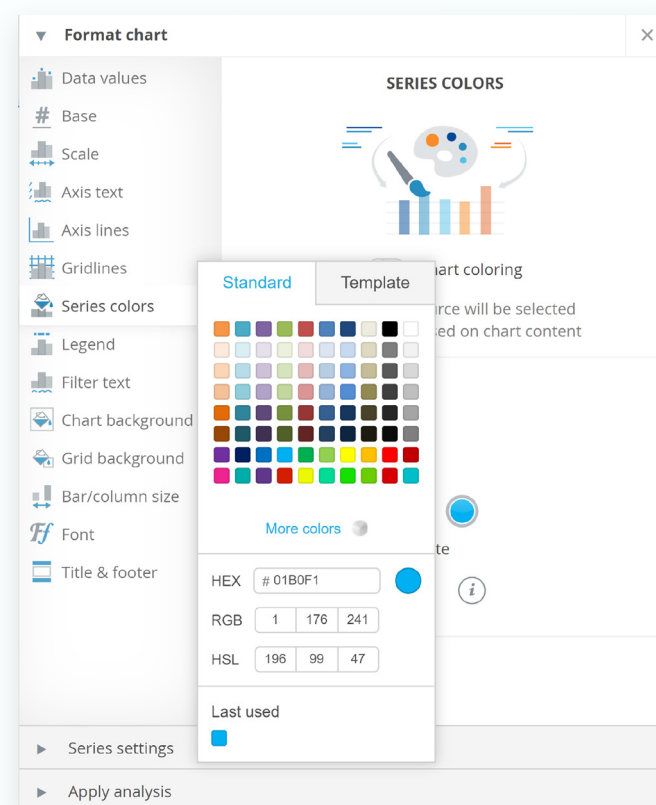 Format chart
Data values
Base
Scale
Axis text
Axis lines
Gridlines
Series colors
Legend
Filter text
Chart background
Grid background
Bar/column size
Font
Title & footer
SERIES COLORS
art coloring
rce will be selected
ed on chart content
Standard
Template
More colors
te
HEX # 01B0F1
RGB 1 176 241
HSL 196 99 47
Last used
Series settings
Apply analysis